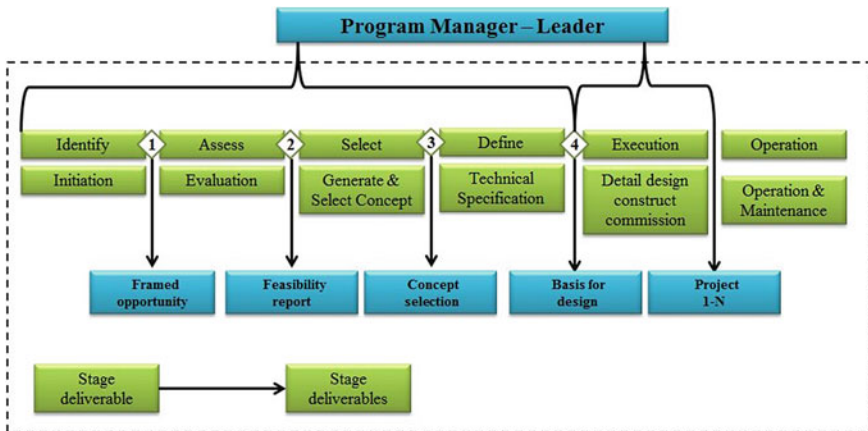 Program Manager – Leader
Identify
1
Assess
2
Select
3
Define
4
Execution
Operation
Initiation
Evaluation
Generate &
Select Concept
Technical
Specification
Detail design
construct
commission
Operation &
Maintenance
Framed
opportunity
Feasibility
report
Concept
selection
Basis for
design
Project
1-N
Stage
deliverable
Stage
deliverables